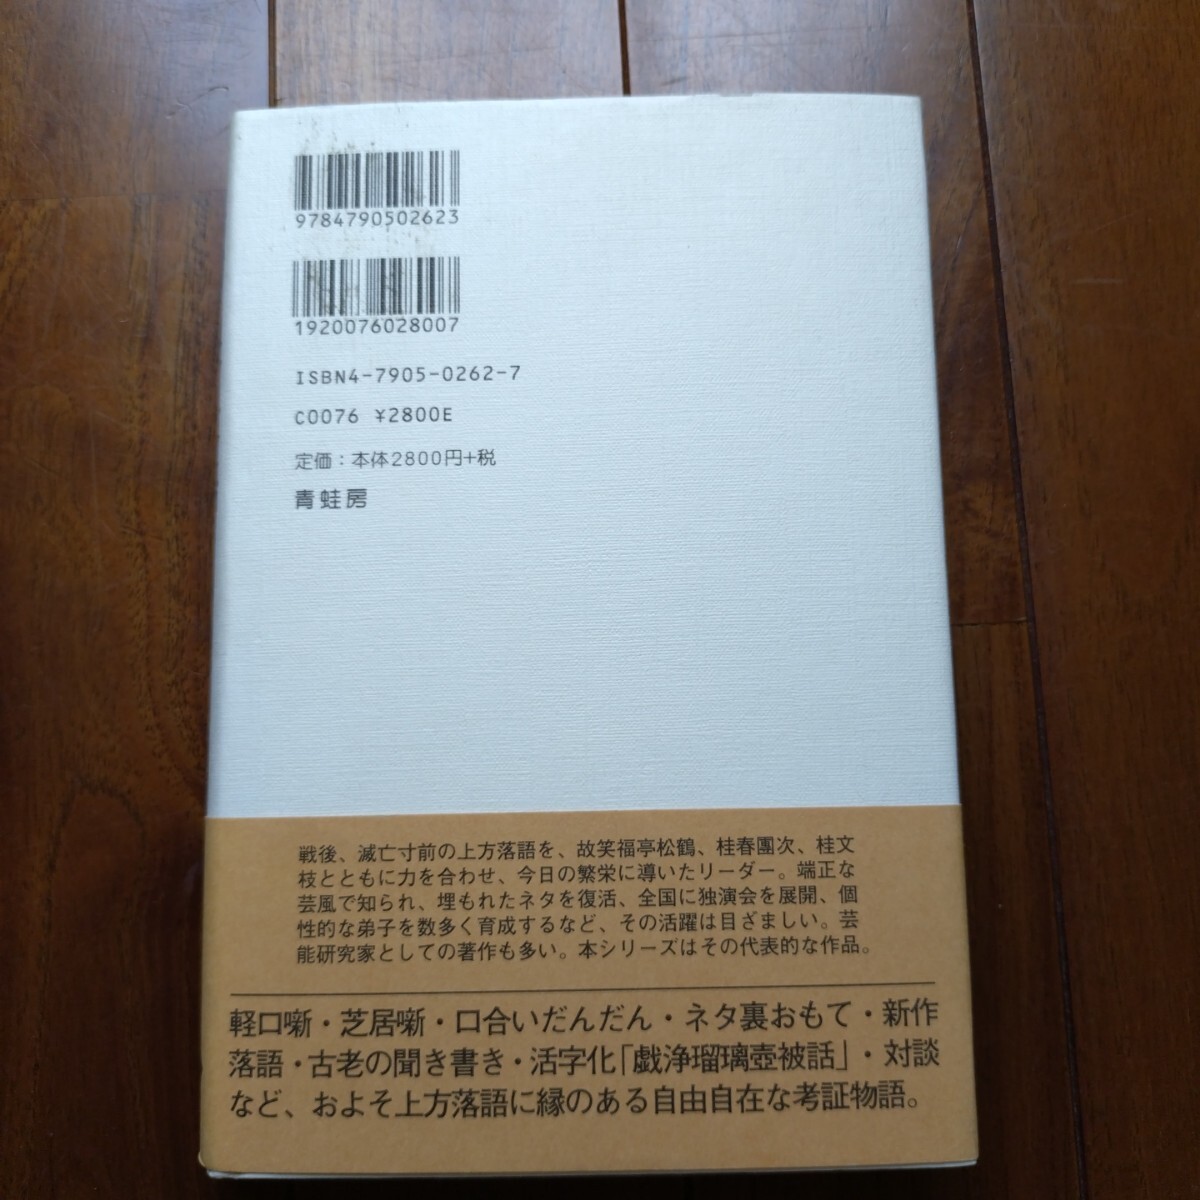 9784790502623
1920076028007
ISBN4-7905-0262-7
C0076 ¥2800E
定価：本体2800円+税
青蛙房
戦後、滅亡寸前の上方落語を、故笑福亭松鶴、桂春團次、桂文
枝とともに力を合わせ、今日の繁栄に導いたリーダー。端正な
芸風で知られ、埋もれたネタを復活、全国に独演会を展開、個
性的な弟子を数多く育成するなど、その活躍は目ざましい。芸
能研究家としての著作も多い。本シリーズはその代表的な作品。
軽口噺・芝居噺・口合いだんだん・ネタ裏おもて・新作
落語・古老の聞き書き・活字化「戯浄瑠璃壺被話」・対談
など、およそ上方落語に縁のある自由自在な考証物語。